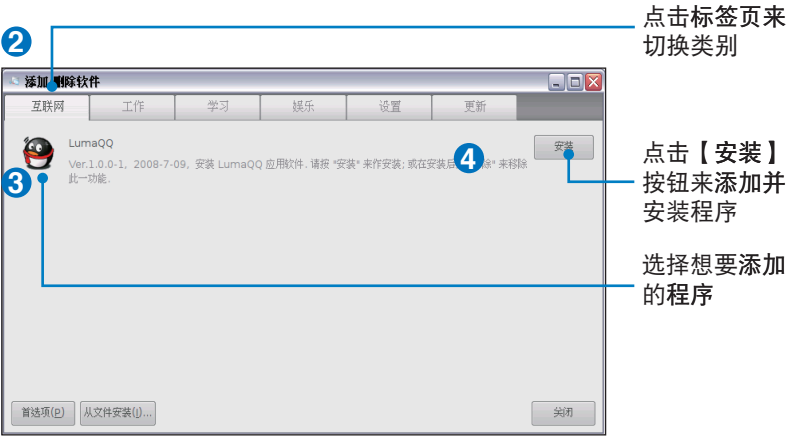 点击标签页来
切换类别
2
添加/删除软件
互联网 工作 学习 娱乐 设置 更新
LumaQQ
安装
Ver.1.0.0-1, 2008-7-09, 安装 LumaQQ 应用软件. 请按 "安装" 来作安装; 或在安装后 除" 来移除
此一功能.
4
3
点击【安装】
按钮来添加并
安装程序
选择想要添加
的程序
首选项(P) 从文件安装(I)... 关闭